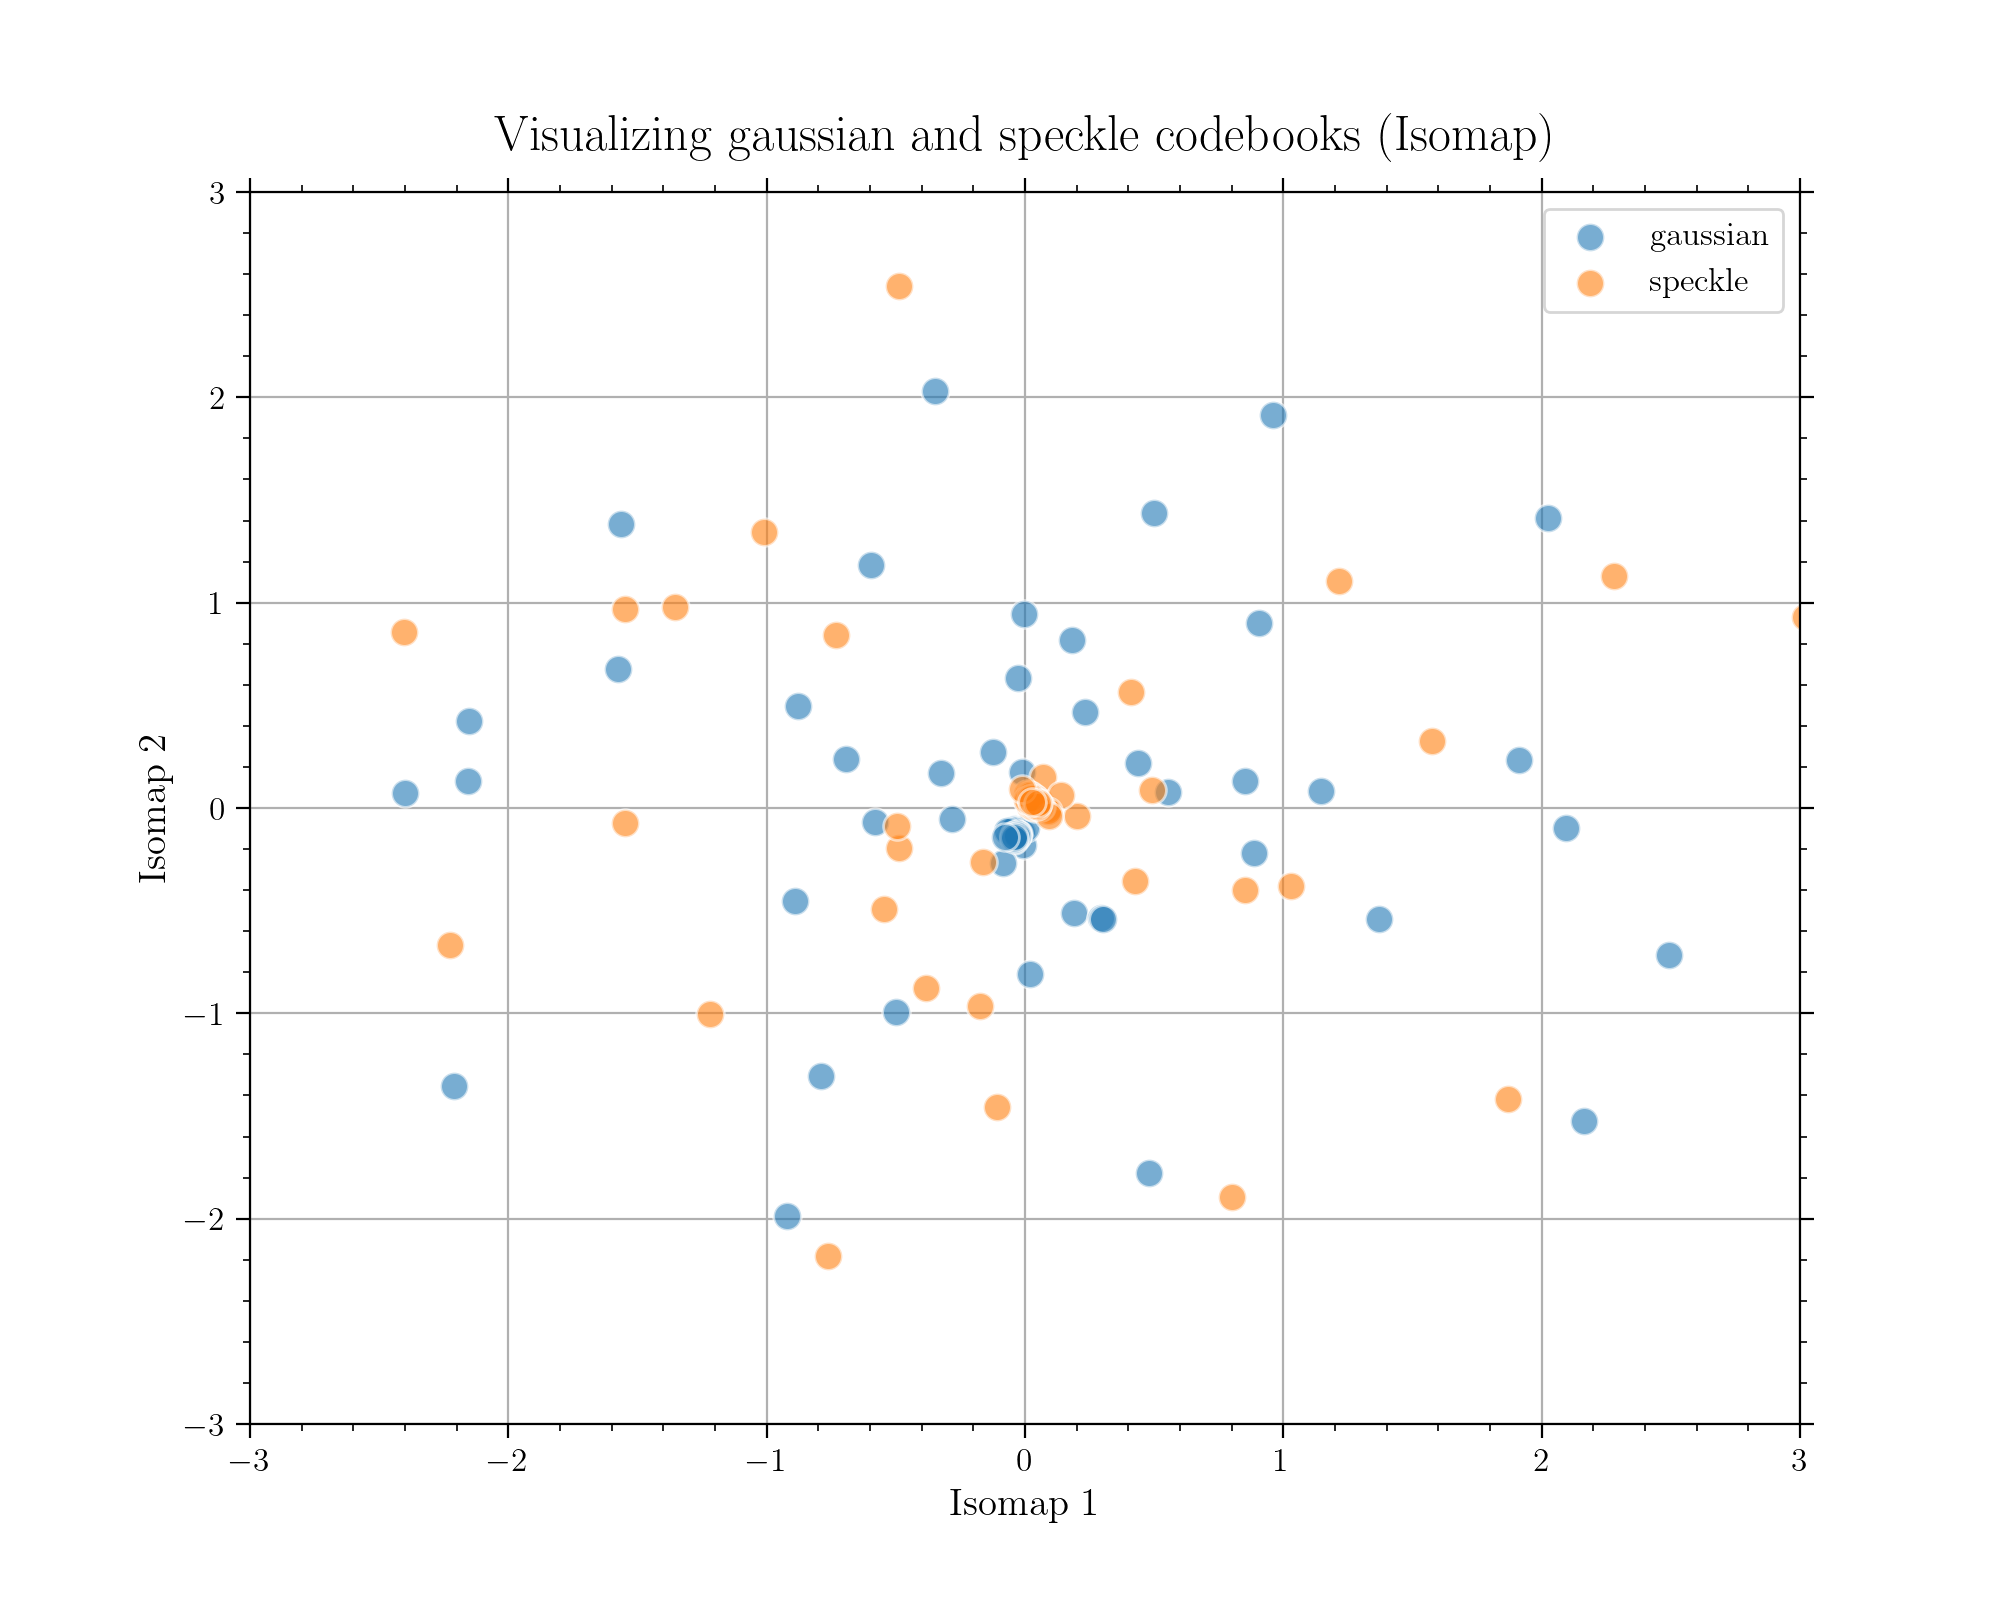 Visualizing gaussian and speckle codebooks (Isomap)
gaussian
speckle
3
2
1
0
−1
−2
−3
Isomap 2
−3
−2
−1
0
1
2
3
Isomap 1